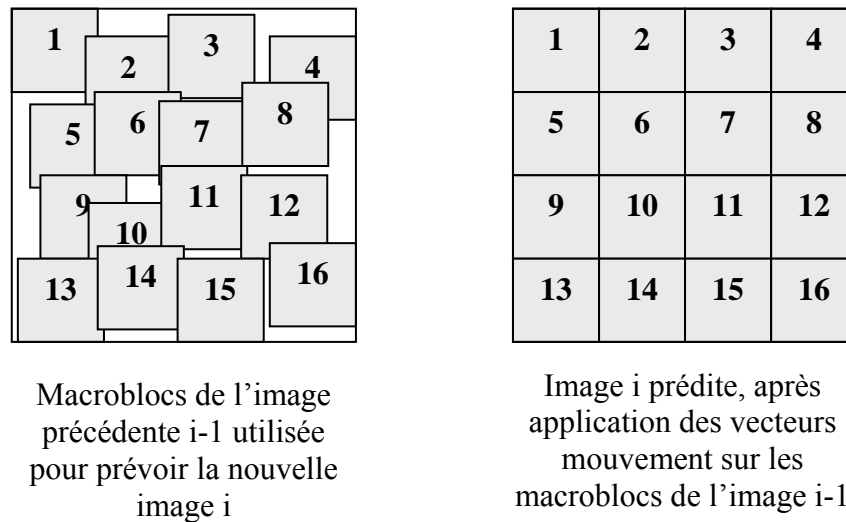 1
2
3
4
5
6
7
8
9
10
11
12
13
14
15
16
Macroblocs de l’image
précédente i-1 utilisée
pour prévoir la nouvelle
image i
1 2 3 4
5 6 7 8
9 10 11 12
13 14 15 16
Image i prédite, après
application des vecteurs
mouvement sur les
macroblocs de l’image i-1